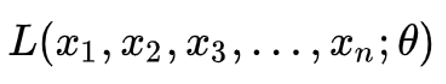 L(x₁, x₂, x₃, . . . , xₙ; θ)